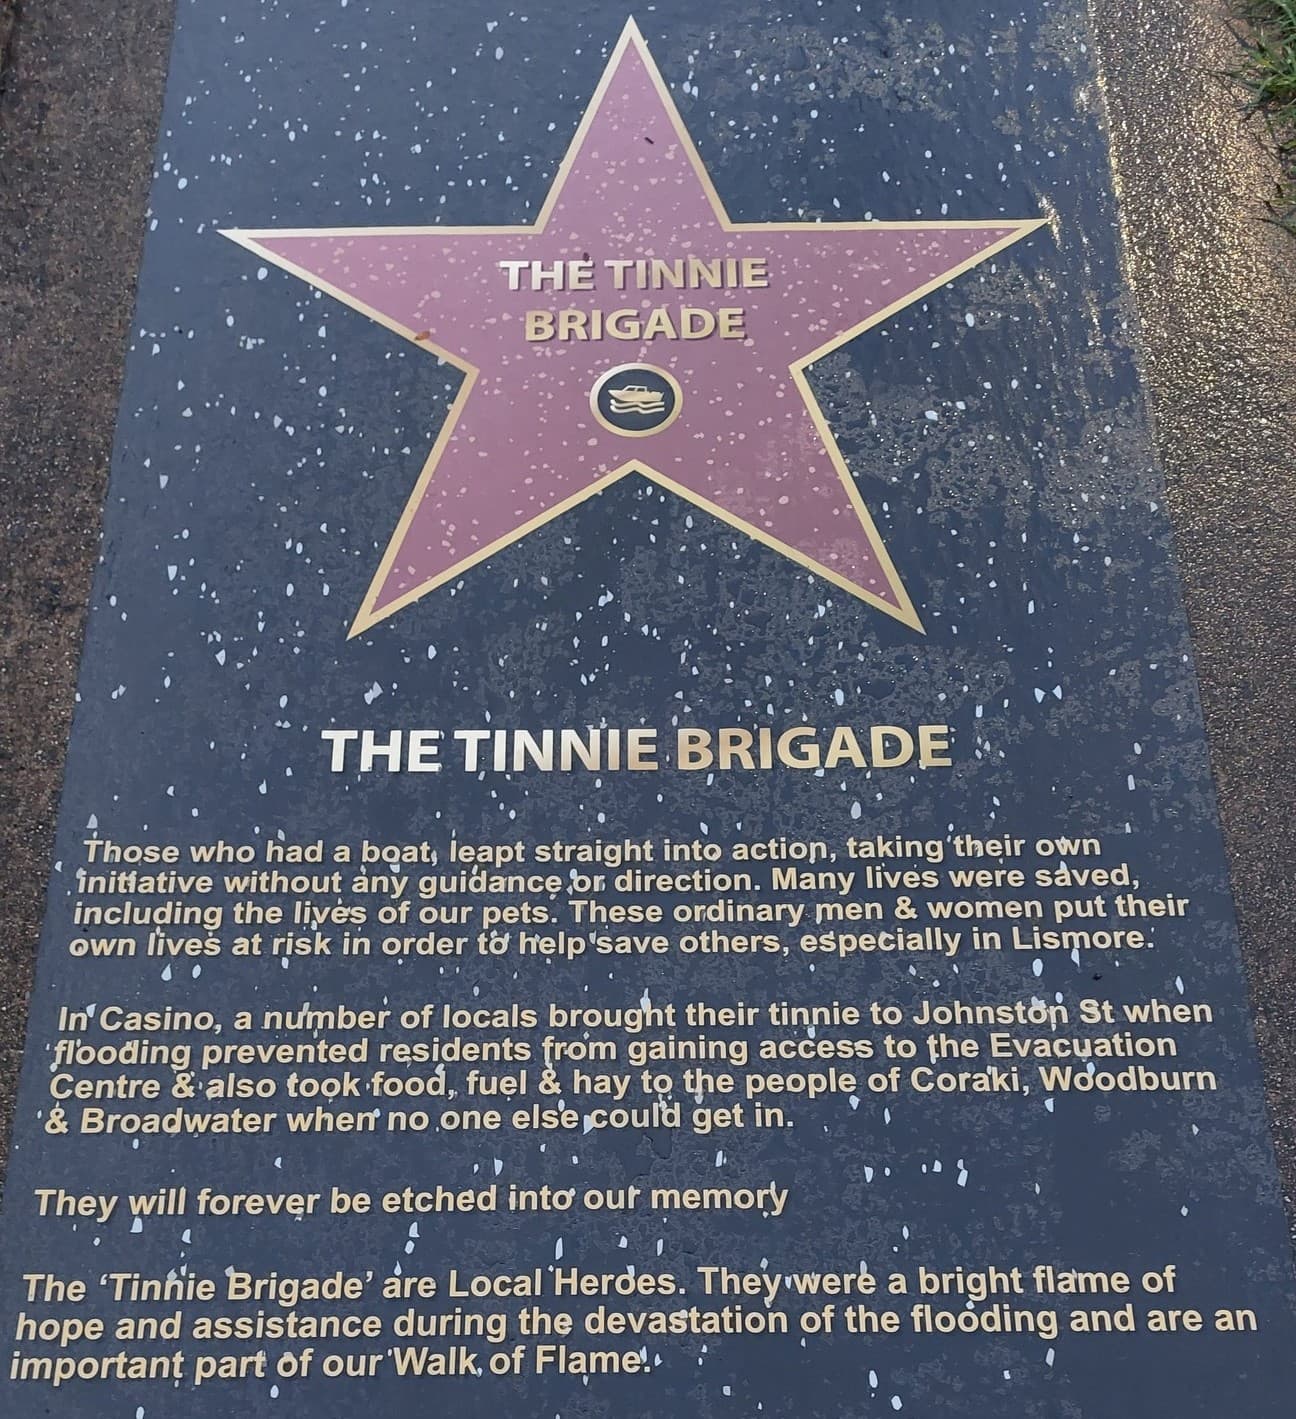 THE TINNIE
BRIGADE
THE TINNIE BRIGADE
Those who had a boat, leapt straight into action, taking their own
initiative without any guidance or direction. Many lives were saved,
including the lives of our pets. These ordinary men & women put their
own lives at risk in order to help save others, especially in Lismore.
In Casino, a number of locals brought their tinnie to Johnston St when
flooding prevented residents from gaining access to the Evacuation
Centre & also took food, fuel & hay to the people of Coraki, Woodburn
& Broadwater when no one else could get in.
They will forever be etched into our memory
The ‘Tinnie Brigade’ are Local Heroes. They were a bright flame of
hope and assistance during the devastation of the flooding and are an
important part of our Walk of Flame.